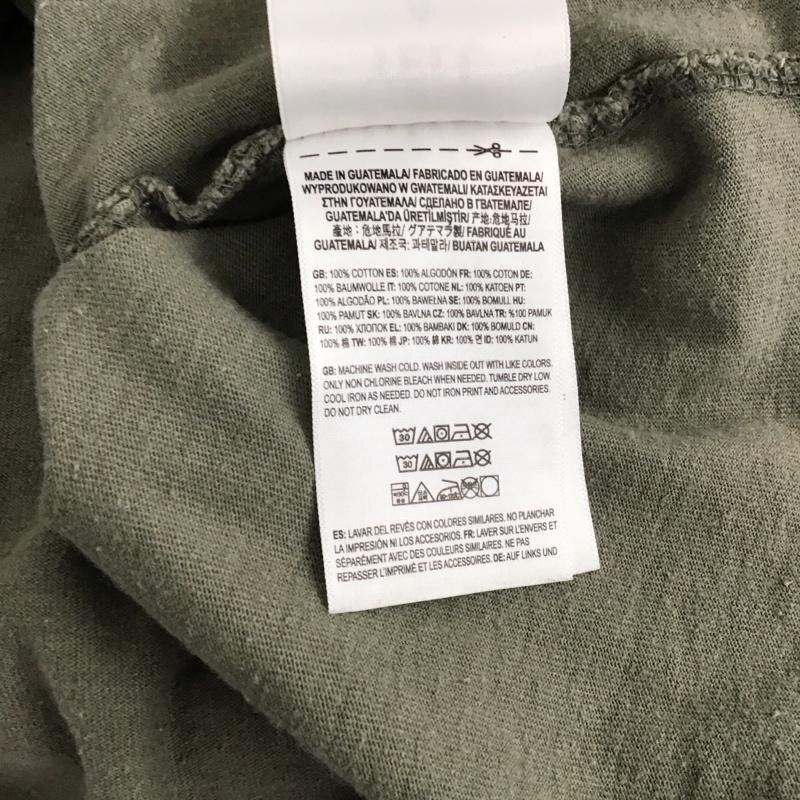 MADE IN GUATEMALA/ FABRICADO EN GUATEMALA/
WYPRODUKOWANO W GWATEMALI/ ΚΑΤΑΣΚΕΥΑΖΕΤΑΙ
ΣΤΗΝ ΓΟΥΑΤΕΜΑΛΑ/ СДЕЛАНО В ГВАТЕМАЛЕ/
GUATEMALA'DA ÜRETİLMİŞTİR/ 产地:危地马拉/
產地：危地馬拉/ グアテマラ製/ FABRIQUÉ AU
GUATEMALA/ 제조국: 과테말라/ BUATAN GUATEMALA
GB: 100% COTTON ES: 100% ALGODÓN FR: 100% COTON DE:
100% BAUMWOLLE IT: 100% COTONE NL: 100% KATOEN PT:
100% ALGODÃO PL: 100% BAWEŁNA SE: 100% BOMULL HU:
100% PAMUT SK: 100% BAVLNA CZ: 100% BAVLNA TR: %100 PAMUK
RU: 100% ХЛОПОК EL: 100% ΒΑΜΒΑΚΙ DK: 100% BOMULD CN:
100% 棉 TW: 100% 棉 JP: 100% 綿 KR: 100% 면 ID: 100% KATUN
GB: MACHINE WASH COLD. WASH INSIDE OUT WITH LIKE COLORS.
ONLY NON CHLORINE BLEACH WHEN NEEDED. TUMBLE DRY LOW.
COOL IRON AS NEEDED. DO NOT IRON PRINT AND ACCESSORIES.
DO NOT DRY CLEAN.
30
30
ES: LAVAR DEL REVÉS CON COLORES SIMILARES. NO PLANCHAR
LA IMPRESIÓN NI LOS ACCESORIOS. FR: LAVER SUR L'ENVERS ET
SÉPARÉMENT AVEC DES COULEURS SIMILAIRES. NE PAS
REPASSER L'IMPRIMÉ ET LES ACCESSOIRES. DE: AUF LINKS UND